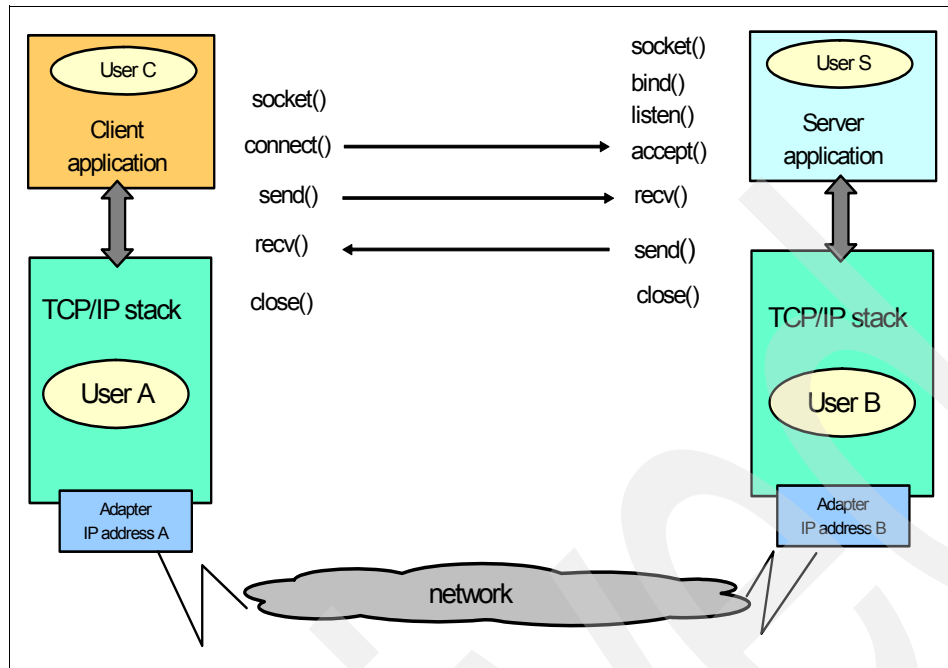 User C
Client
application
TCP/IP stack
User A
Adapter
IP address A
socket()
connect()
send()
recv()
close()
socket()
bind()
listen()
accept()
recv()
send()
close()
User S
Server
application
TCP/IP stack
User B
Adapter
IP address B
network